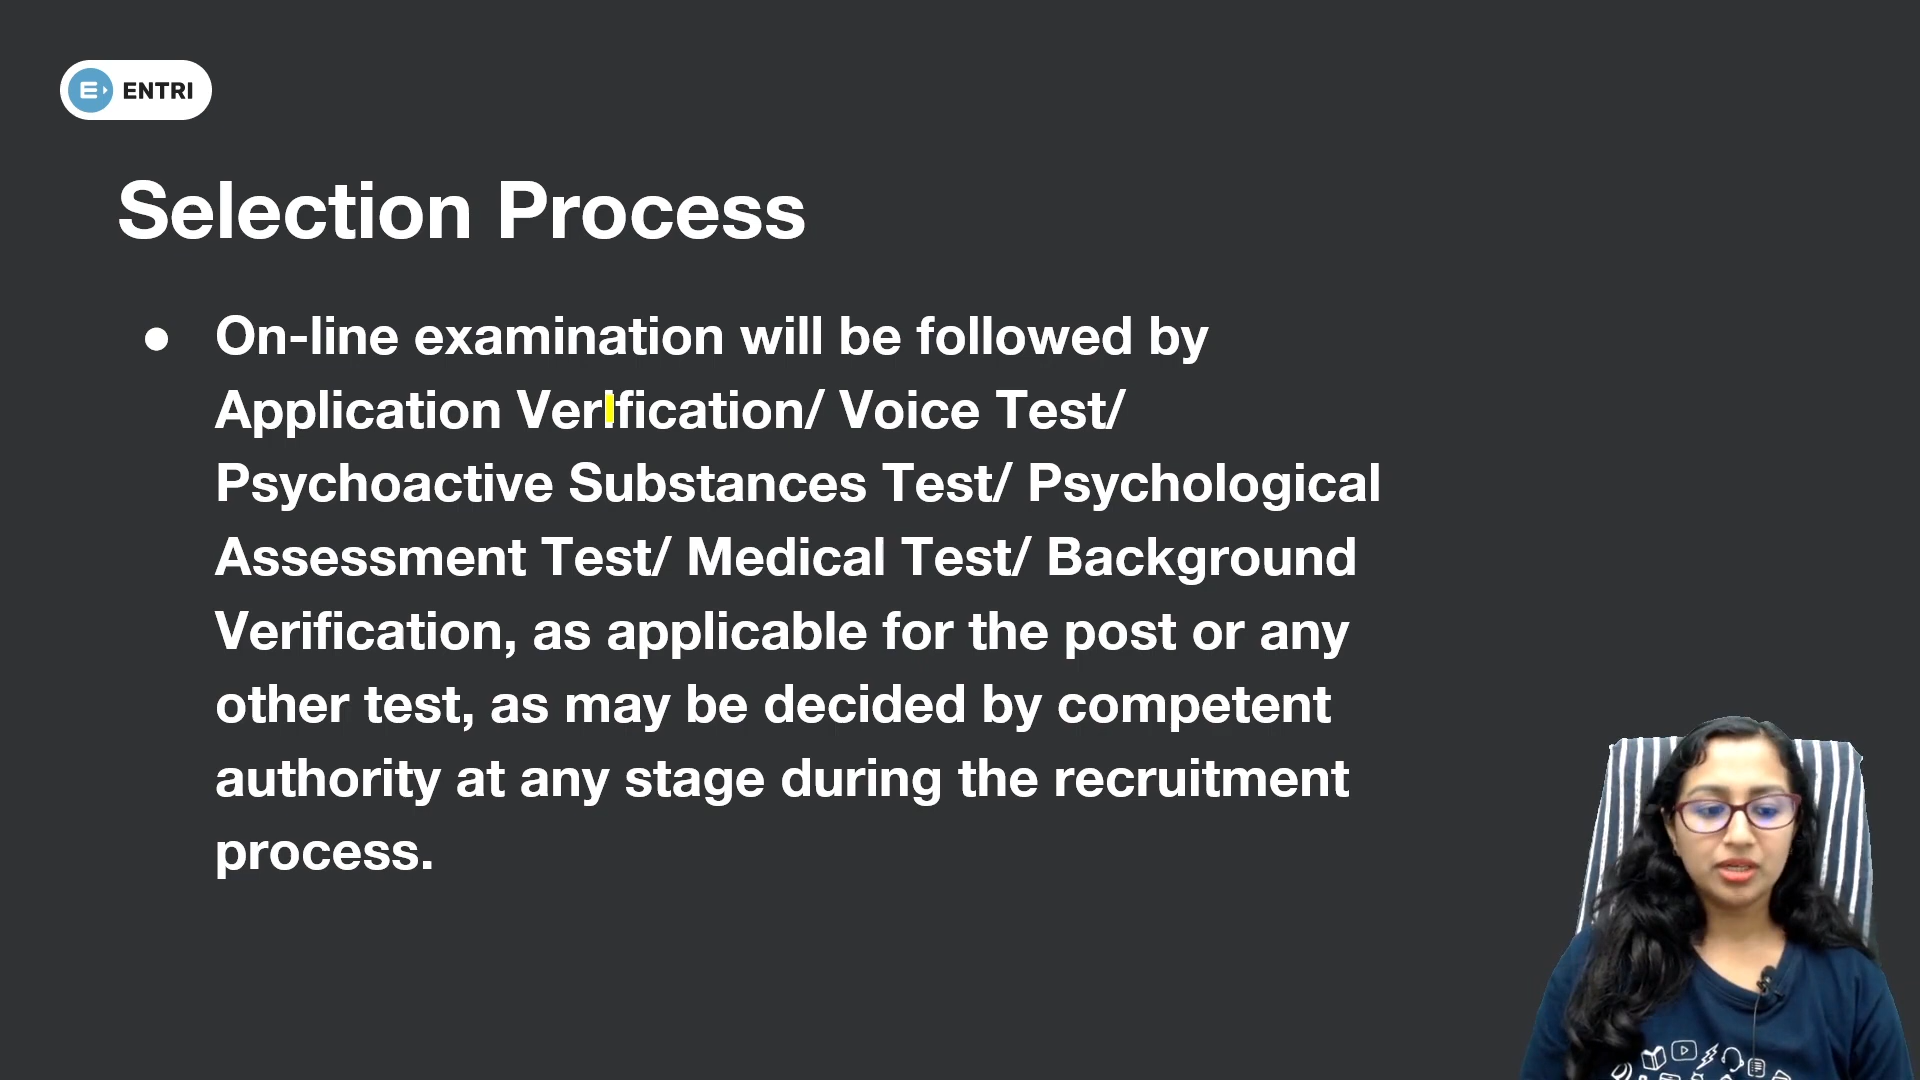 ENTRI
Selection Process
● On-line examination will be followed by
Application Verification/ Voice Test/
Psychoactive Substances Test/ Psychological
Assessment Test/ Medical Test/ Background
Verification, as applicable for the post or any
other test, as may be decided by competent
authority at any stage during the recruitment
process.